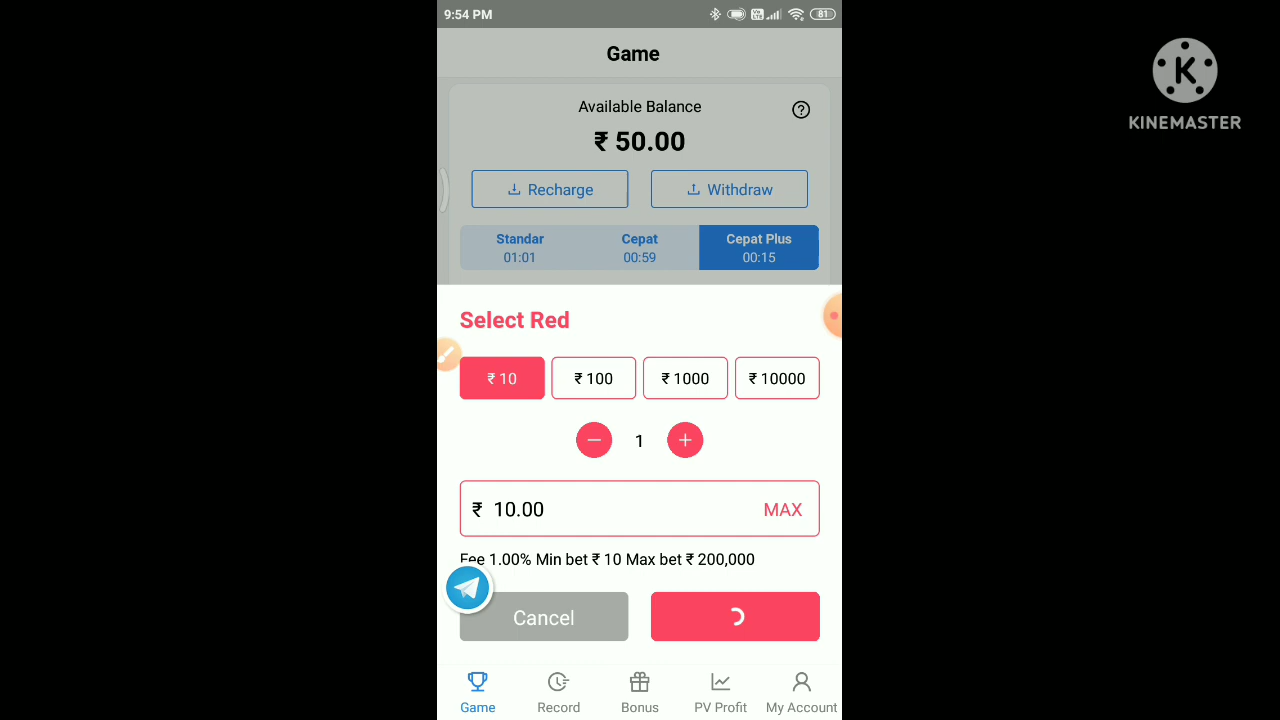 9:54 PM
81
Game
Available Balance
₹ 50.00
Recharge
Withdraw
Standar
Cepat
Cepat Plus
01:01
00:59
00:15
Select Red
₹ 10
₹ 100
₹ 1000
₹ 10000
1
₹ 10.00
MAX
Fee 1.00% Min bet ₹ 10 Max bet ₹ 200,000
Cancel
Game
Record
Bonus
PV Profit
My Account
K
KINEMASTER